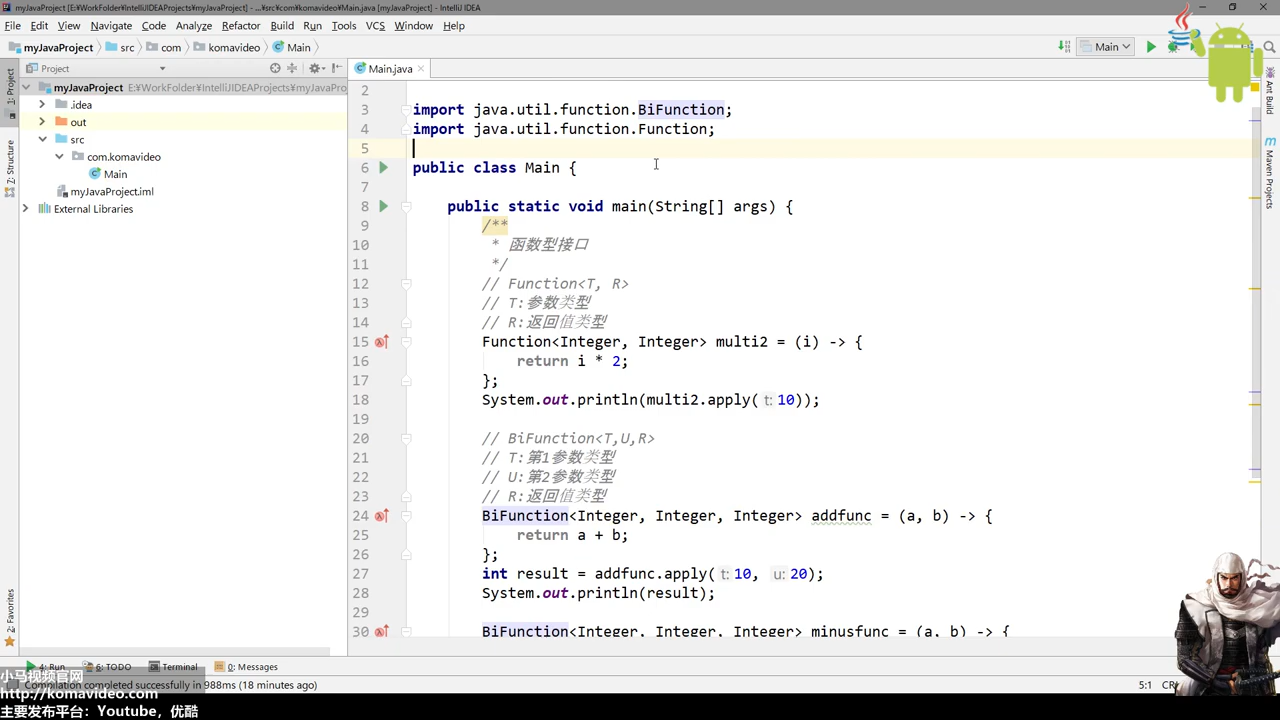 myJavaProject [E:¥WorkFolder¥IntelliJIDEAProjects¥myJavaProject] - ...¥src¥com¥komavideo¥Main.java [myJavaProject] - IntelliJ IDEA
File Edit View Navigate Code Analyze Refactor Build Run Tools VCS Window Help
myJavaProject src com komavideo Main Main
Project Main.java
1: Project
7: Structure
2: Favorites
Ant Build
Maven
myJavaProject E:¥WorkFolder¥IntelliJIDEAProjects¥myJavaPro
.idea
out
src
com.komavideo
Main
myJavaProject.iml
External Libraries
2
3 import java.util.function.BiFunction;
4 import java.util.function.Function;
5
6 public class Main {
7
8 public static void main(String[] args) {
9 /**
10 * 函数型接口
11 */
12 // Function<T, R>
13 // T:参数类型
14 // R:返回值类型
15 Function<Integer, Integer> multi2 = (i) -> {
16 return i * 2;
17 };
18 System.out.println(multi2.apply( t: 10));
19
20 // BiFunction<T,U,R>
21 // T:第1参数类型
22 // U:第2参数类型
23 // R:返回值类型
24 BiFunction<Integer, Integer, Integer> addfunc = (a, b) -> {
25 return a + b;
26 };
27 int result = addfunc.apply( t: 10, u: 20);
28 System.out.println(result);
29
30 BiFunction<Integer, Integer, Integer> minusfunc = (a, b) -> {
4: Run 6: TODO Terminal 0: Messages
Compilation completed successfully in 988ms (18 minutes ago) 5:1
小马视频官网
http://komavideo.com
主要发布平台：Youtube，优酷
Java